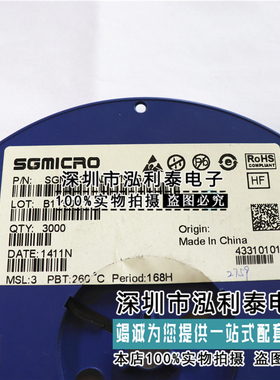 SGMICRO
RoHS
COMPLIANT
HF
P/N: SG
深圳市泓利泰电子
100%实物拍摄 盗图必究
LOT: B1
QTY: 3000
Origin:
Made In China
DATE: 1411N
43310101
2759
MSL:3 PBT:260℃ Period:168H
深圳市泓利泰电
竭诚为您提供一站式配套
本店100%实物拍摄 盗图